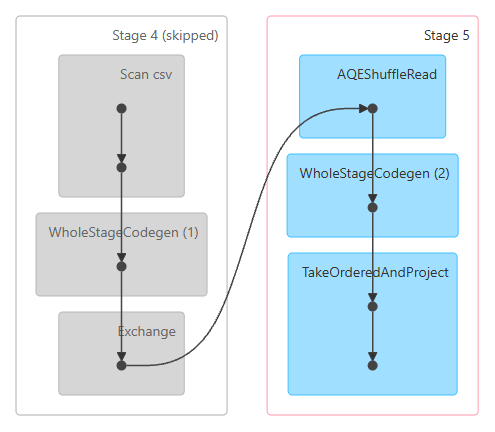 Stage 4 (skipped)
Scan csv
WholeStageCodegen (1)
Exchange
Stage 5
AQEShuffleRead
WholeStageCodegen (2)
TakeOrderedAndProject